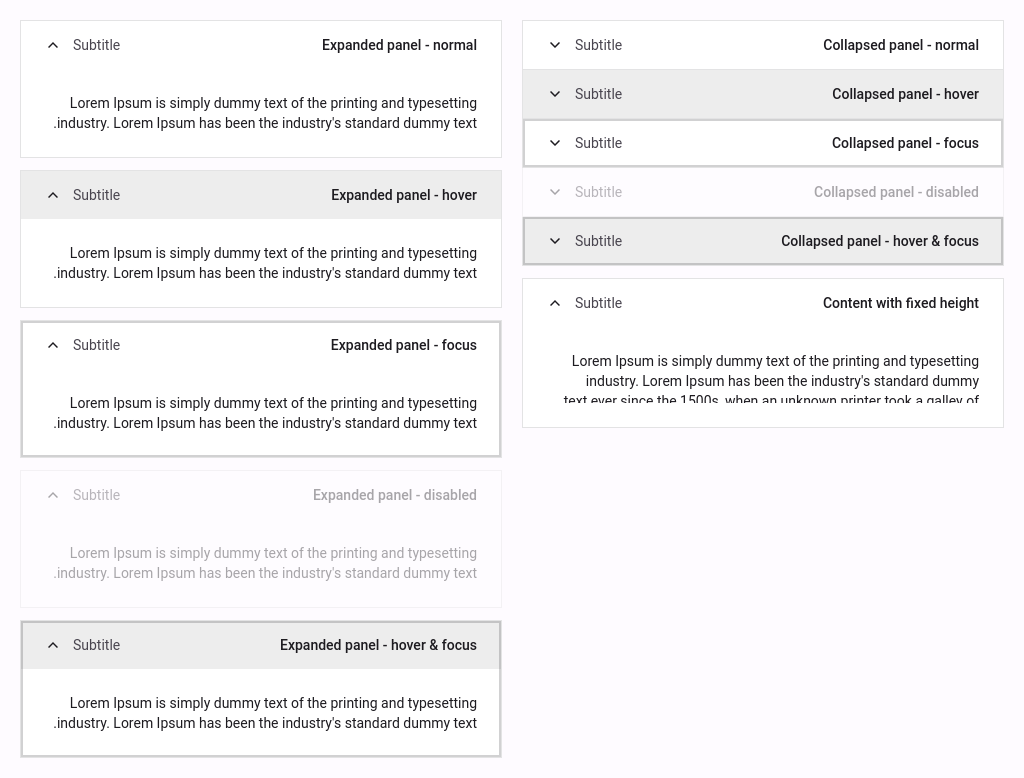 Expanded panel - normal
Subtitle
Lorem Ipsum is simply dummy text of the printing and typesetting
.industry. Lorem Ipsum has been the industry's standard dummy text
Expanded panel - hover
Subtitle
Lorem Ipsum is simply dummy text of the printing and typesetting
.industry. Lorem Ipsum has been the industry's standard dummy text
Expanded panel - focus
Subtitle
Lorem Ipsum is simply dummy text of the printing and typesetting
.industry. Lorem Ipsum has been the industry's standard dummy text
Expanded panel - disabled
Subtitle
Lorem Ipsum is simply dummy text of the printing and typesetting
.industry. Lorem Ipsum has been the industry's standard dummy text
Expanded panel - hover & focus
Subtitle
Lorem Ipsum is simply dummy text of the printing and typesetting
.industry. Lorem Ipsum has been the industry's standard dummy text
Collapsed panel - normal
Subtitle
Collapsed panel - hover
Subtitle
Collapsed panel - focus
Subtitle
Collapsed panel - disabled
Subtitle
Collapsed panel - hover & focus
Subtitle
Content with fixed height
Subtitle
Lorem Ipsum is simply dummy text of the printing and typesetting
industry. Lorem Ipsum has been the industry's standard dummy
text ever since the 1500s, when an unknown printer took a galley of